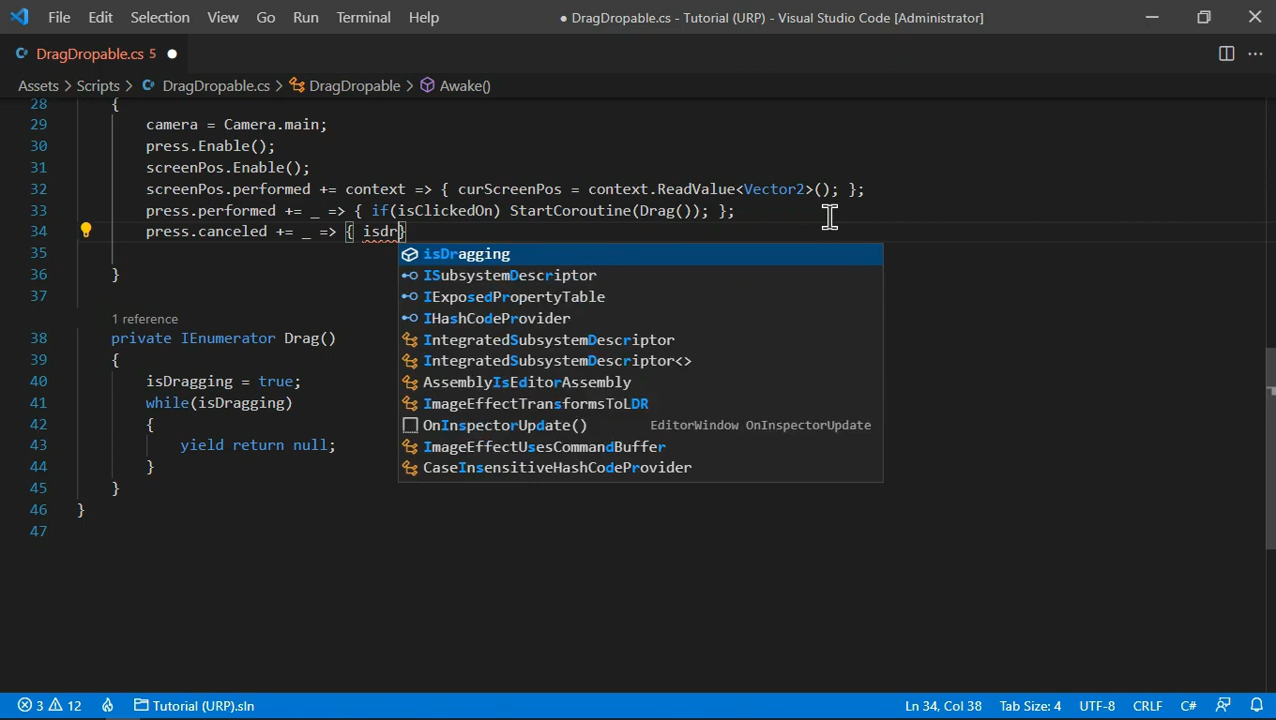 File Edit Selection View Go Run Terminal Help ● DragDropable.cs - Tutorial (URP) - Visual Studio Code [Administrator]
DragDropable.cs 5
Assets > Scripts > DragDropable.cs > DragDropable > Awake()
28 {
29 camera = Camera.main;
30 press.Enable();
31 screenPos.Enable();
32 screenPos.performed += context => { curScreenPos = context.ReadValue<Vector2>(); };
33 press.performed += _ => { if(isClickedOn) StartCoroutine(Drag()); };
34 press.canceled += _ => { isdr}
35 isDragging
ISubsystemDescriptor
36 }
37 IExposedPropertyTable
1 reference IHashCodeProvider
38 private IEnumerator Drag() IntegratedSubsystemDescriptor
39 { IntegratedSubsystemDescriptor<>
40 isDragging = true; AssemblyIsEditorAssembly
41 while(isDragging) ImageEffectTransformsToLDR
42 { OnInspectorUpdate() EditorWindow OnInspectorUpdate
43 yield return null; ImageEffectUsesCommandBuffer
44 } CaseInsensitiveHashCodeProvider
45 }
46 }
47
3 12 Tutorial (URP).sln Ln 34, Col 38 Tab Size: 4 UTF-8 CRLF C#